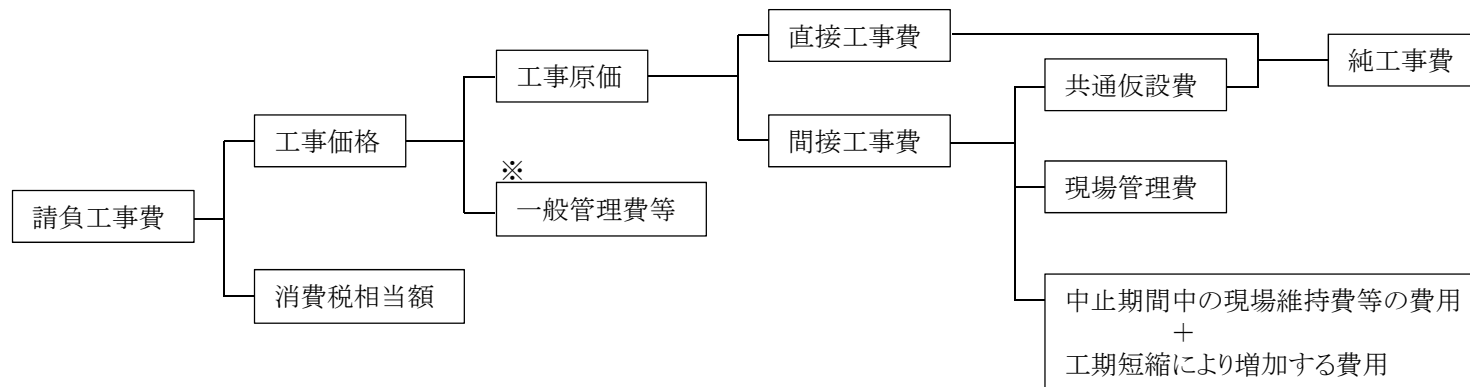 直接工事費
純工事費
工事原価
共通仮設費
工事価格
間接工事費
※
一般管理費等
現場管理費
請負工事費
消費税相当額
中止期間中の現場維持費等の費用
+
工期短縮により増加する費用